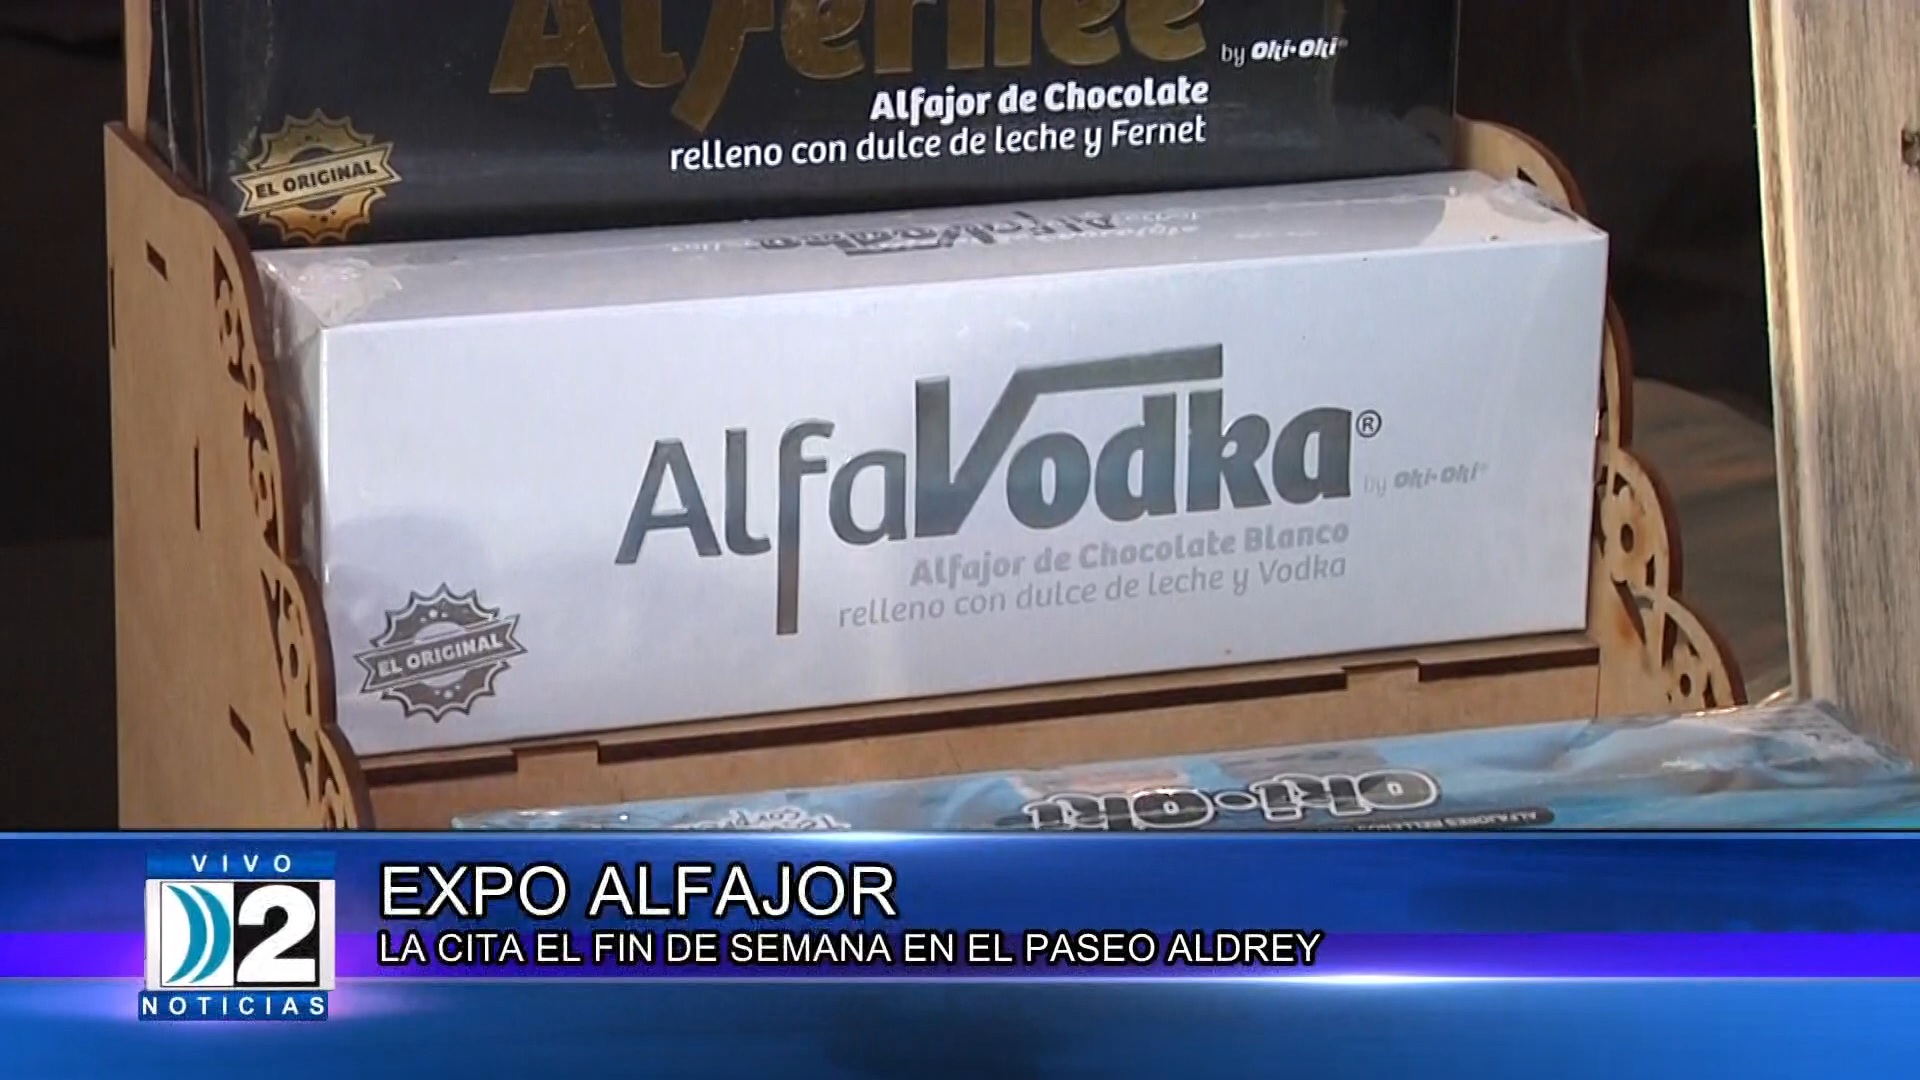 Alfernee by Oki-Oki
Alfajor de Chocolate
relleno con dulce de leche y Fernet
EL ORIGINAL
AlfaVodka® by Oki-Oki®
Alfajor de Chocolate Blanco
relleno con dulce de leche y Vodka
EL ORIGINAL
OKI-OKI
VIVO
2
NOTICIAS
EXPO ALFAJOR
LA CITA EL FIN DE SEMANA EN EL PASEO ALDREY